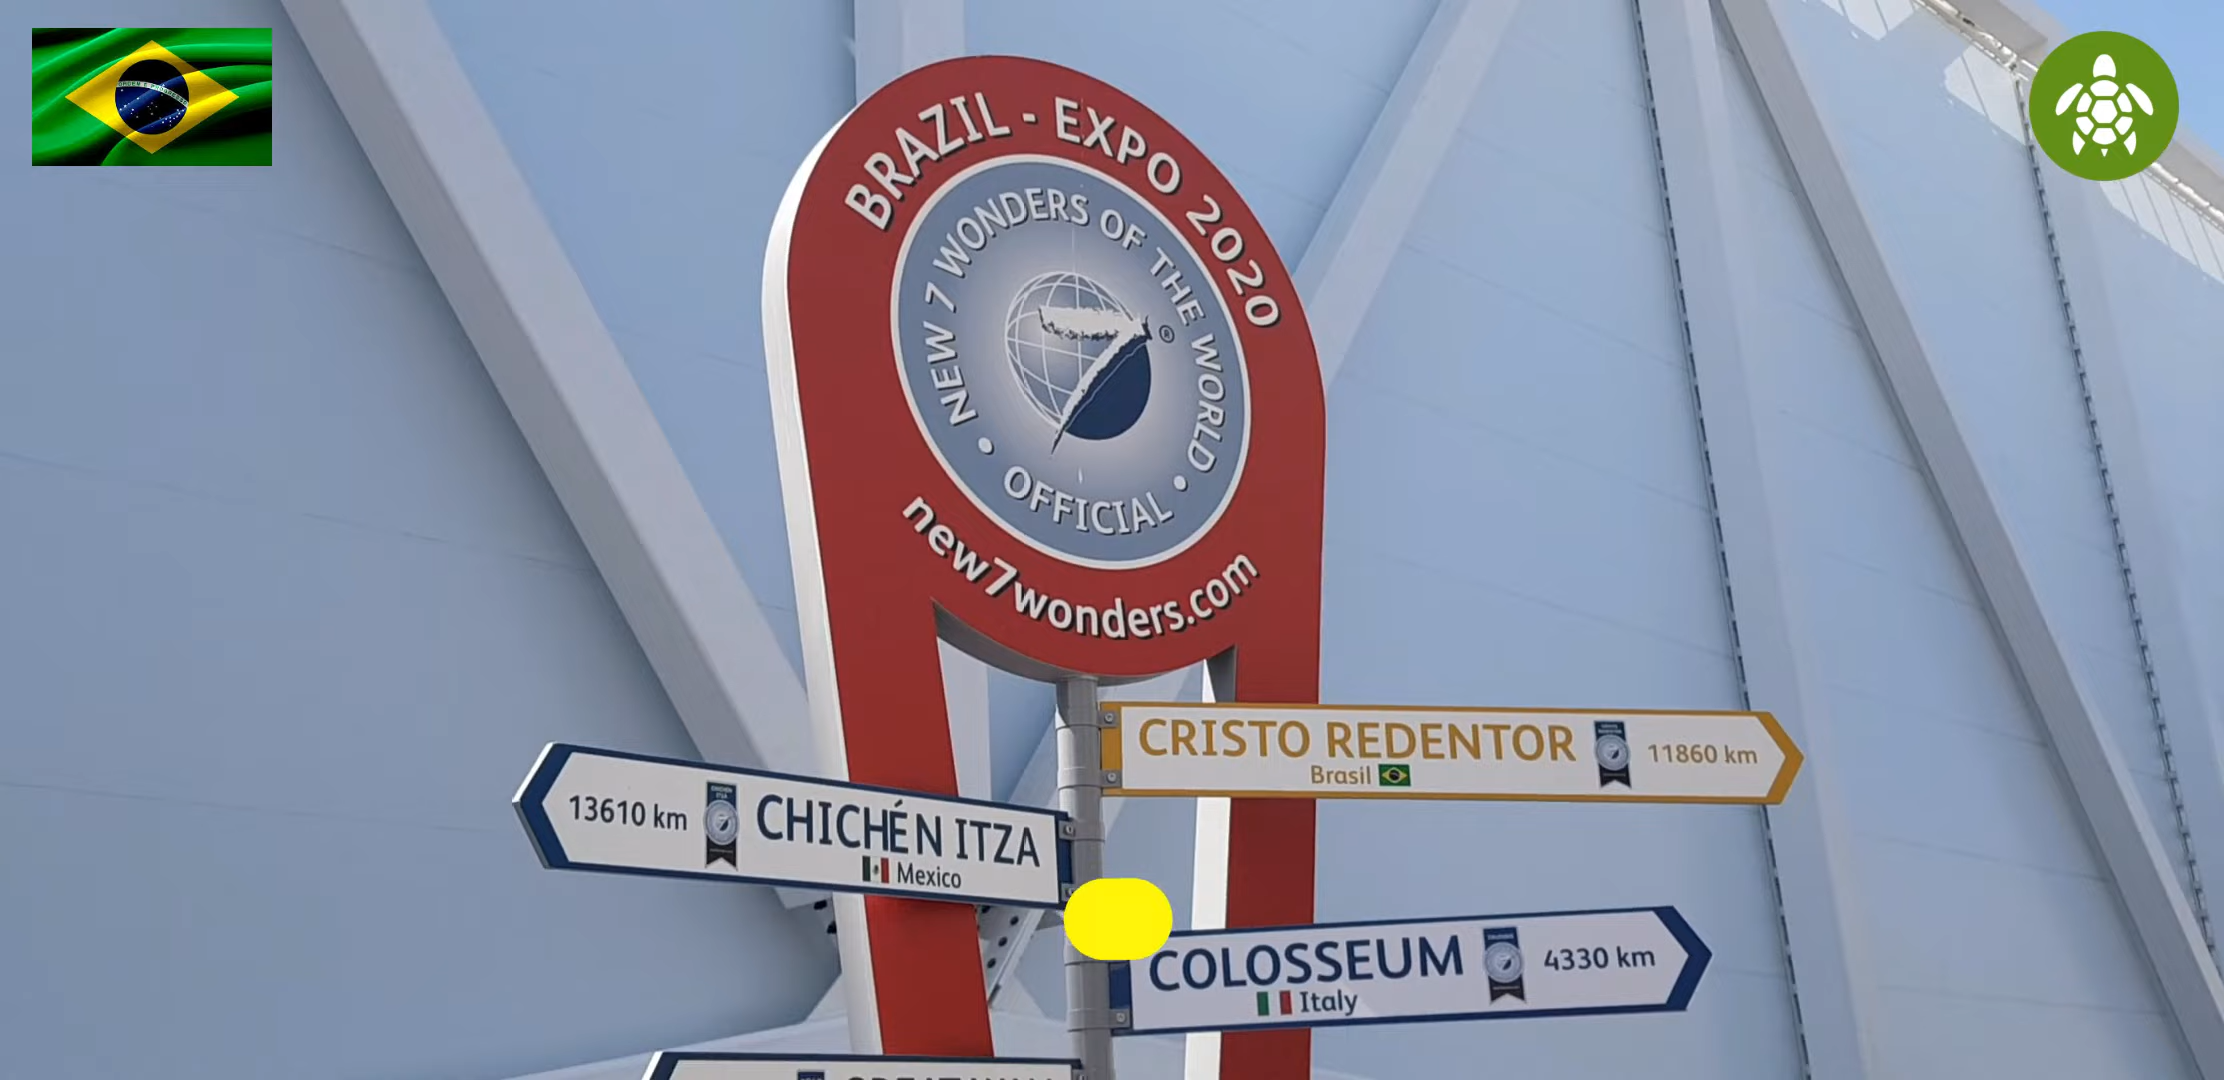 BRAZIL - EXPO 2020
NEW 7 WONDERS OF THE WORLD
®
• OFFICIAL •
new7wonders.com
CRISTO REDENTOR 11860 km
Brasil
13610 km CHICHÉN ITZA
Mexico
COLOSSEUM 4330 km
Italy